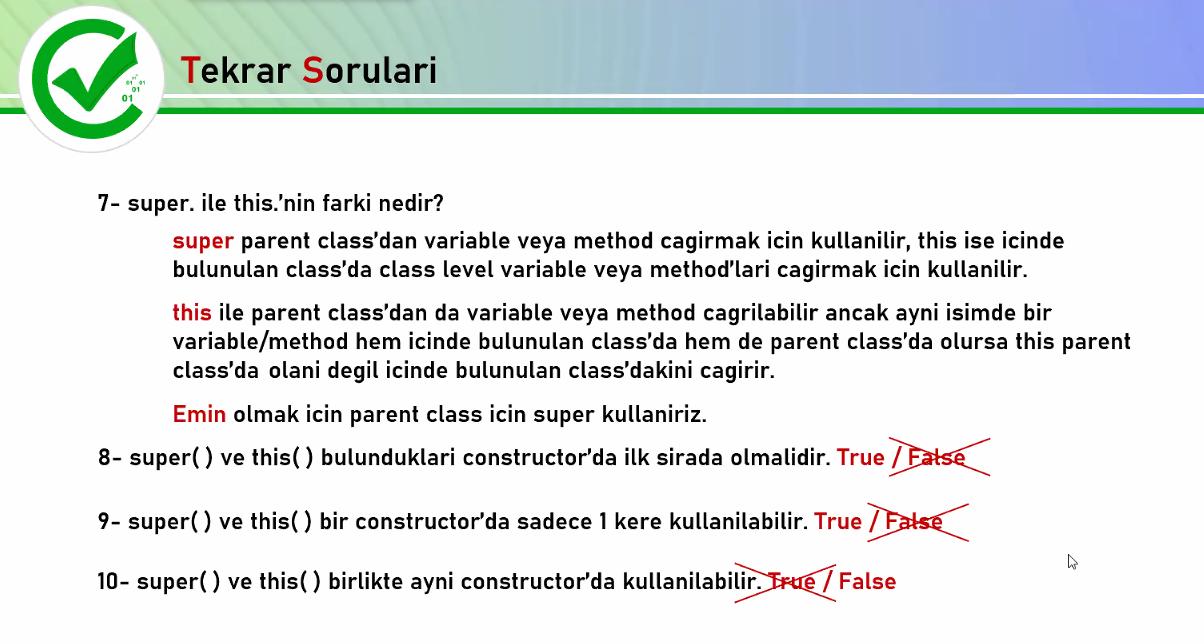 Tekrar Sorulari
01
01 01
01
01
7- super. ile this.'nin farki nedir?
super parent class'dan variable veya method cagirmak icin kullanilir, this ise icinde
bulunulan class'da class level variable veya method'lari cagirmak icin kullanilir.
this ile parent class'dan da variable veya method cagrilabilir ancak ayni isimde bir
variable/method hem icinde bulunulan class'da hem de parent class'da olursa this parent
class'da olani degil icinde bulunulan class'dakini cagirir.
Emin olmak icin parent class icin super kullaniriz.
8- super( ) ve this( ) bulunduklari constructor'da ilk sirada olmalidir. True / False
9- super( ) ve this( ) bir constructor'da sadece 1 kere kullanilabilir. True / False
10- super( ) ve this( ) birlikte ayni constructor'da kullanilabilir. True / False